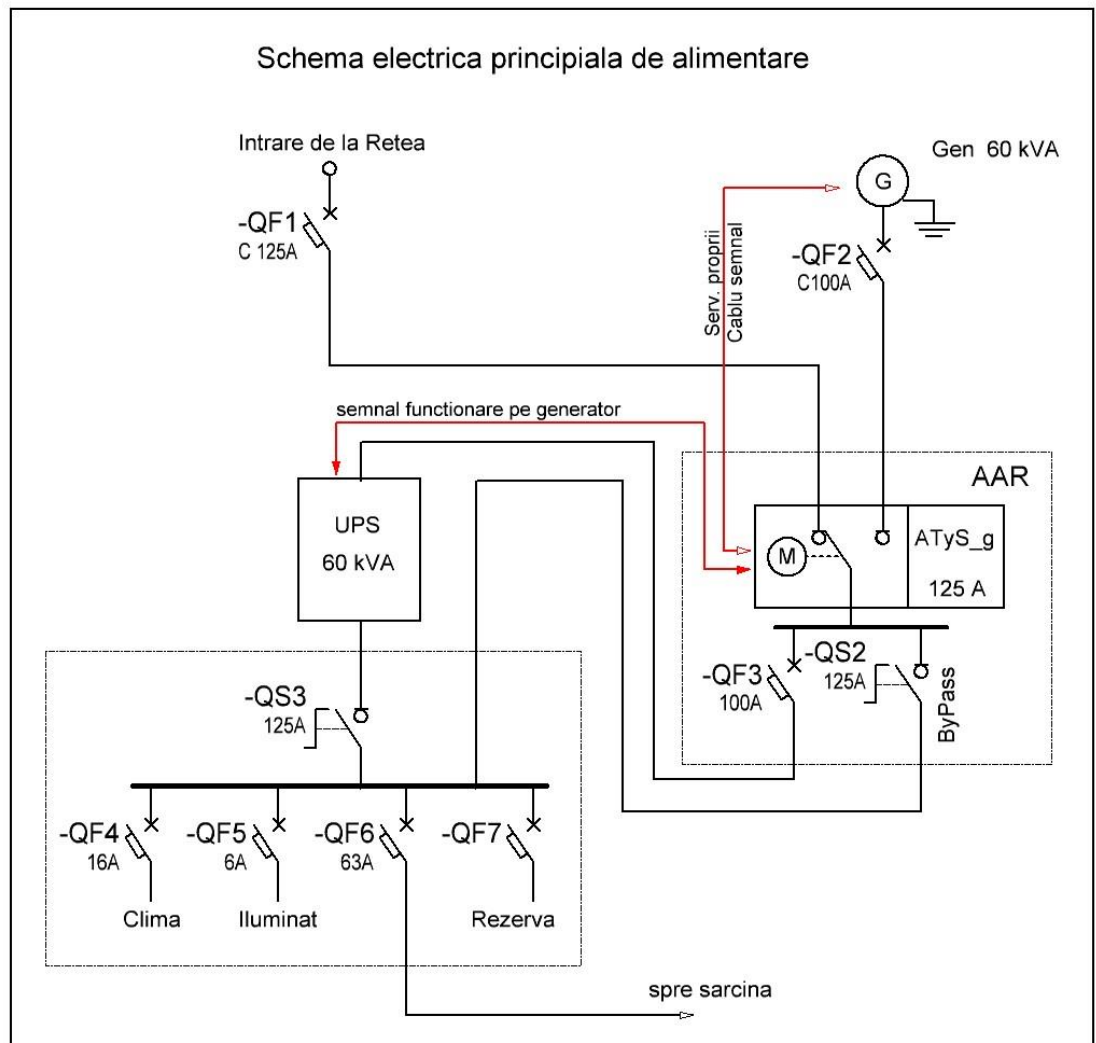 Schema electrica principiala de alimentare
Intrare de la Retea
-QF1
C 125A
Gen 60 kVA
G
-QF2
C100A
Serv. proprii
Cablu semnal
semnal functionare pe generator
AAR
UPS
60 kVA
M
ATyS_g
125 A
-QF3
100A
-QS2
125A
ByPass
-QS3
125A
-QF4
16A
Clima
-QF5
6A
Iluminat
-QF6
63A
-QF7
Rezerva
spre sarcina